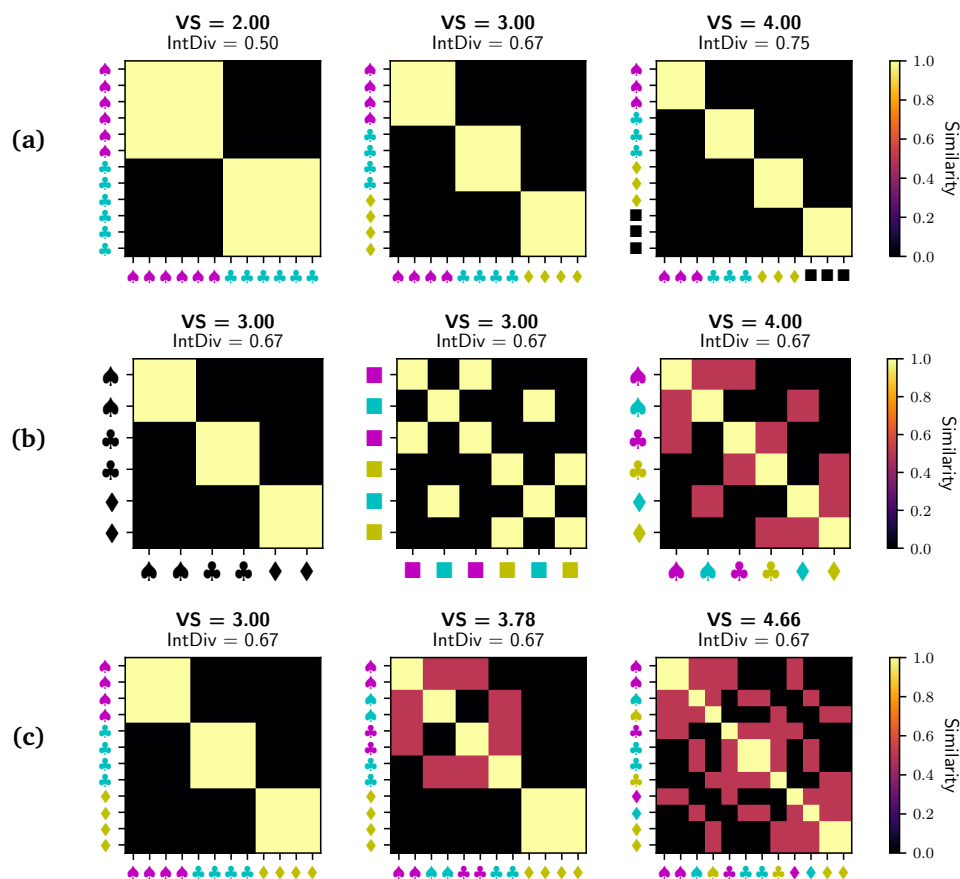 VS = 2.00 VS = 3.00 VS = 4.00
IntDiv = 0.50 IntDiv = 0.67 IntDiv = 0.75
(a)
1.0
0.8
0.6
0.4
0.2
0.0
Similarity
VS = 3.00 VS = 3.00 VS = 4.00
IntDiv = 0.67 IntDiv = 0.67 IntDiv = 0.67
(b)
1.0
0.8
0.6
0.4
0.2
0.0
Similarity
VS = 3.00 VS = 3.78 VS = 4.66
IntDiv = 0.67 IntDiv = 0.67 IntDiv = 0.67
(c)
1.0
0.8
0.6
0.4
0.2
0.0
Similarity